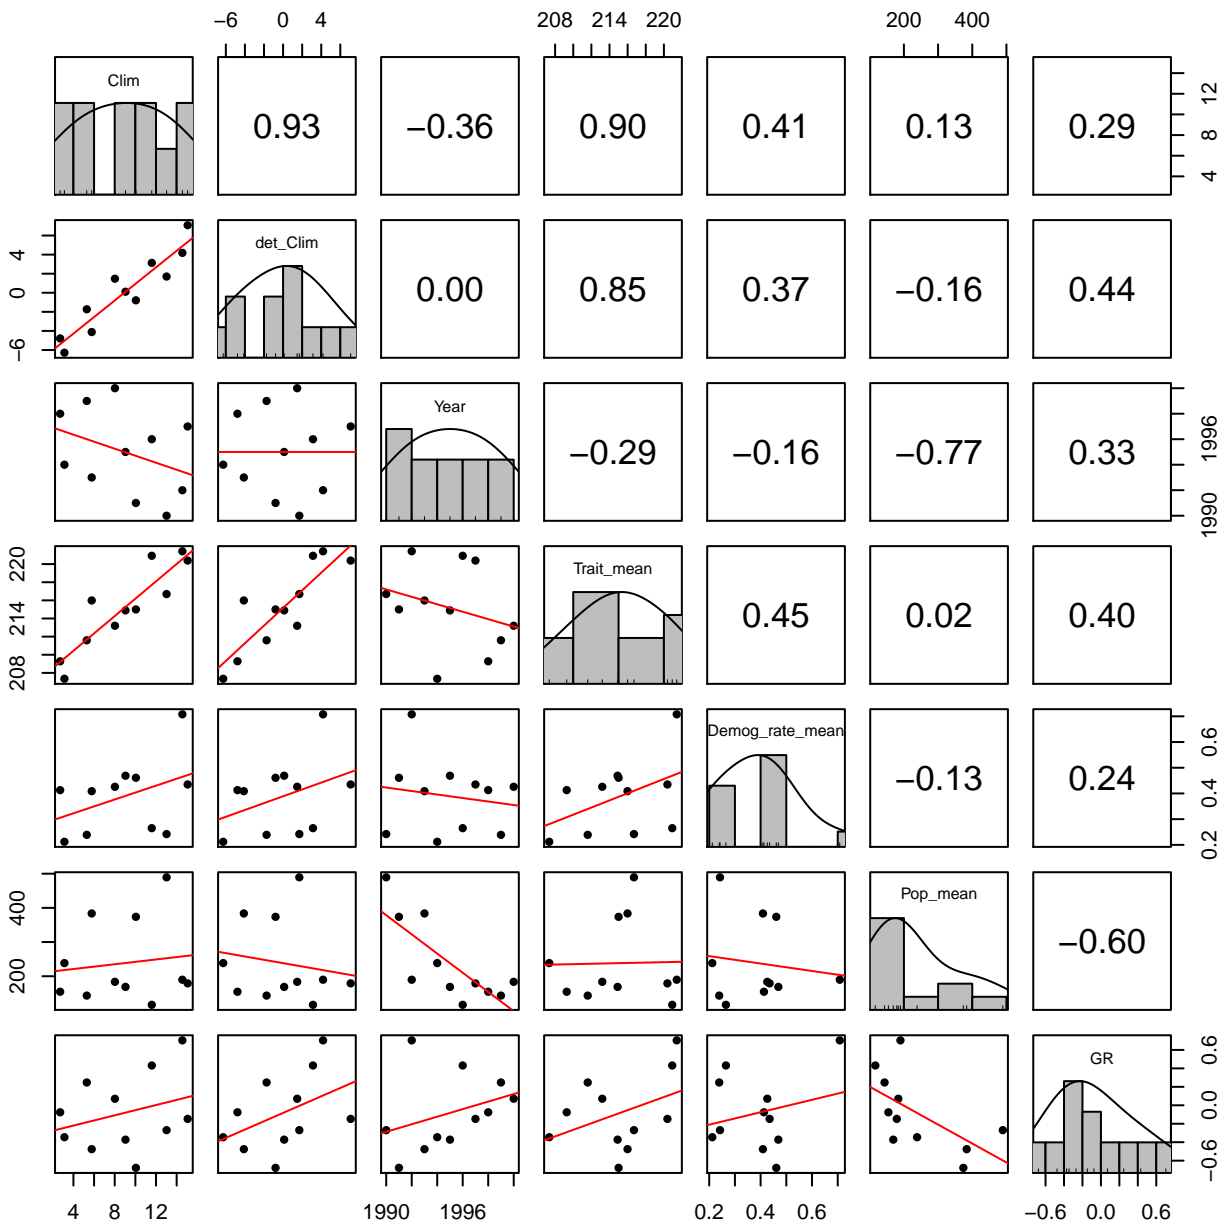 −6 0 4
208 214 220
200 400
Clim
0.93
−0.36
0.90
0.41
0.13
0.29
4 8 12
−6 0 4
det_Clim
0.00
0.85
0.37
−0.16
0.44
Year
−0.29
−0.16
−0.77
0.33
1990 1996
208 214 220
Trait_mean
0.45
0.02
0.40
Demog_rate_mean
−0.13
0.24
0.2 0.4 0.6
200 400
Pop_mean
−0.60
GR
−0.6 0.0 0.6
4 8 12
1990 1996
0.2 0.4 0.6
−0.6 0.0 0.6